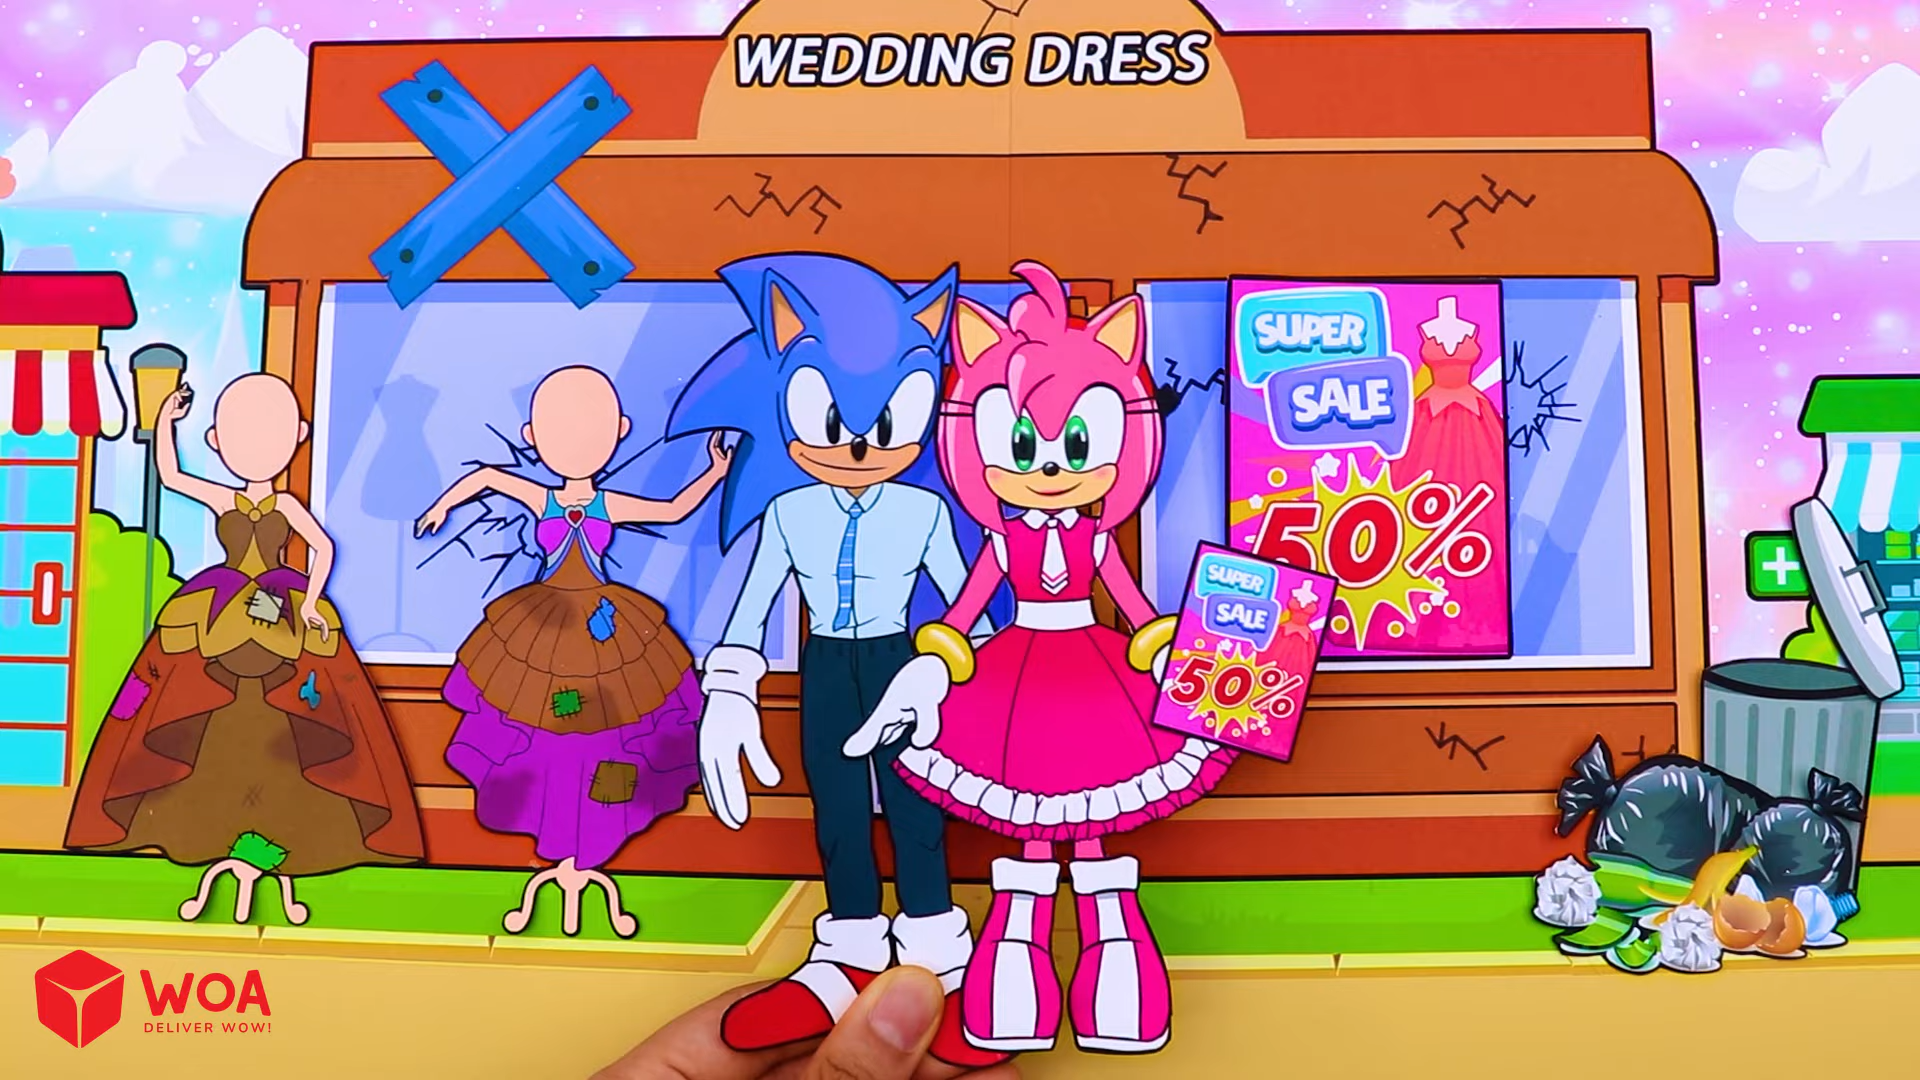 WEDDING DRESS
SUPER
SALE
50%
SUPER
SALE
50%
WOA
DELIVER WOW!